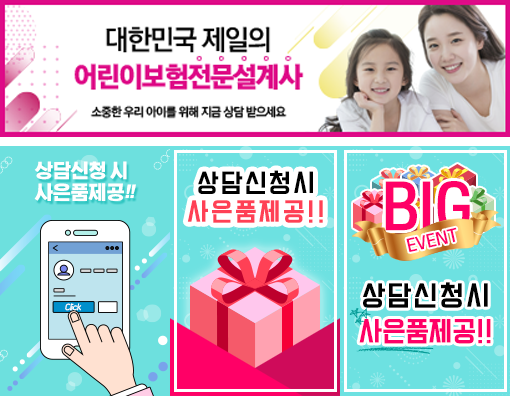 대한민국 제일의
어린이보험전문설계사
소중한 우리 아이를 위해 지금 상담 받으세요
상담신청 시
사은품제공!!
Click
상담신청시
사은품제공!!
BIG
EVENT
상담신청시
사은품제공!!